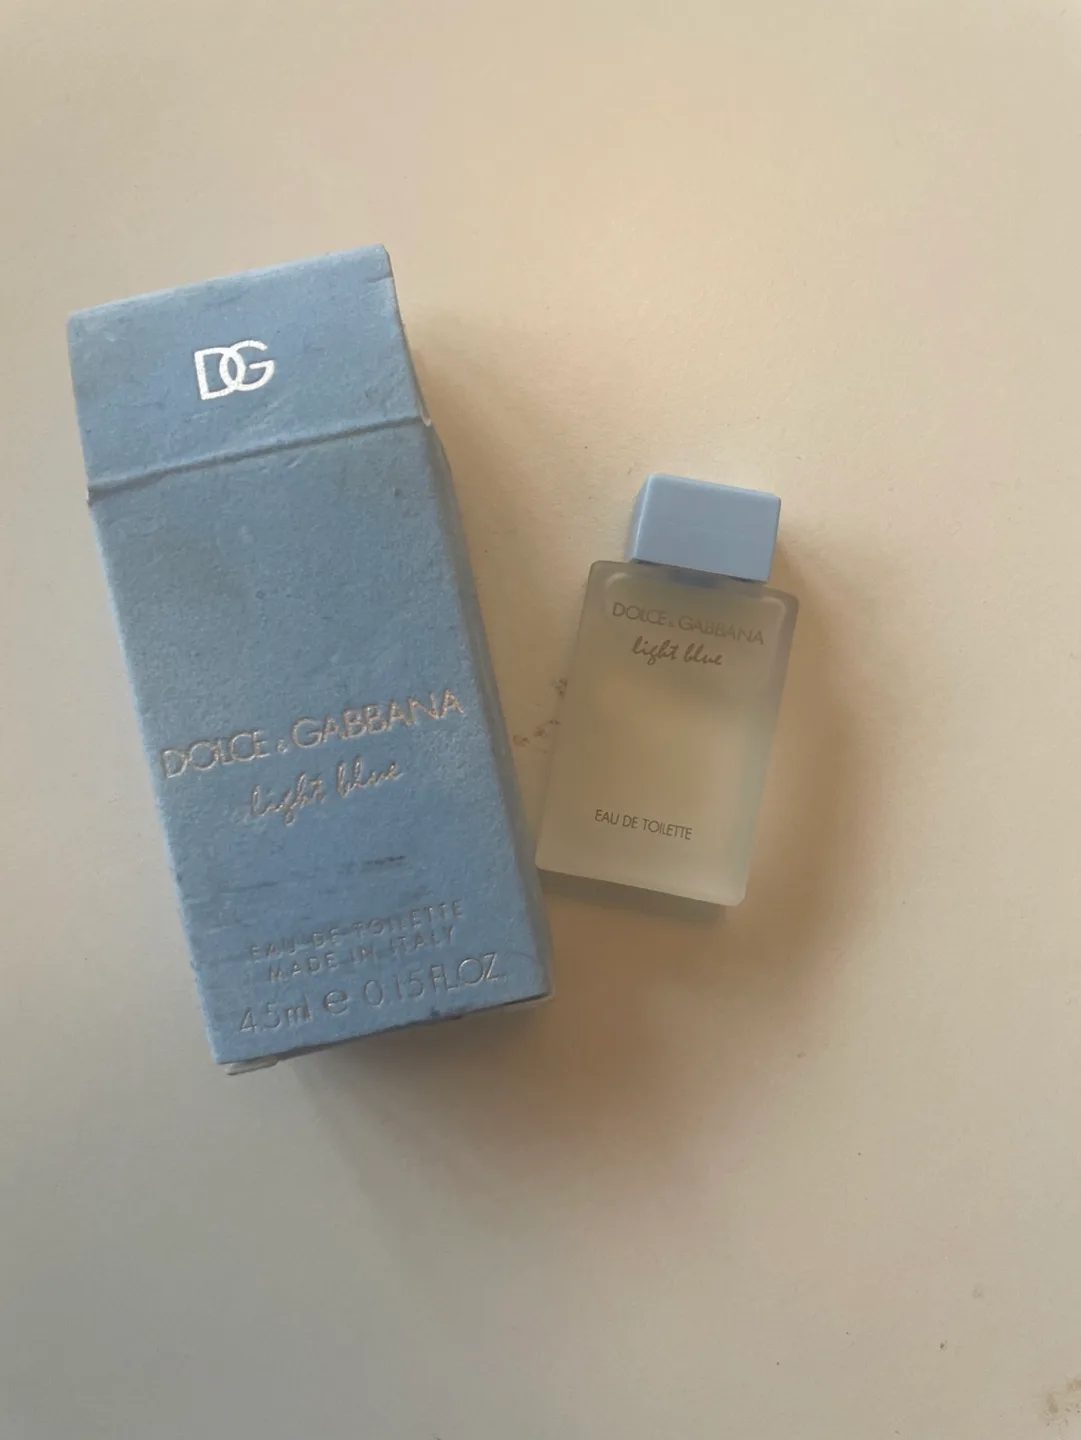 DG
DOLCE & GABBANA
light blue
EAU DE TOILETTE
MADE IN ITALY
4.5ml e 0.15 FL.OZ.
DOLCE & GABBANA
light blue
EAU DE TOILETTE